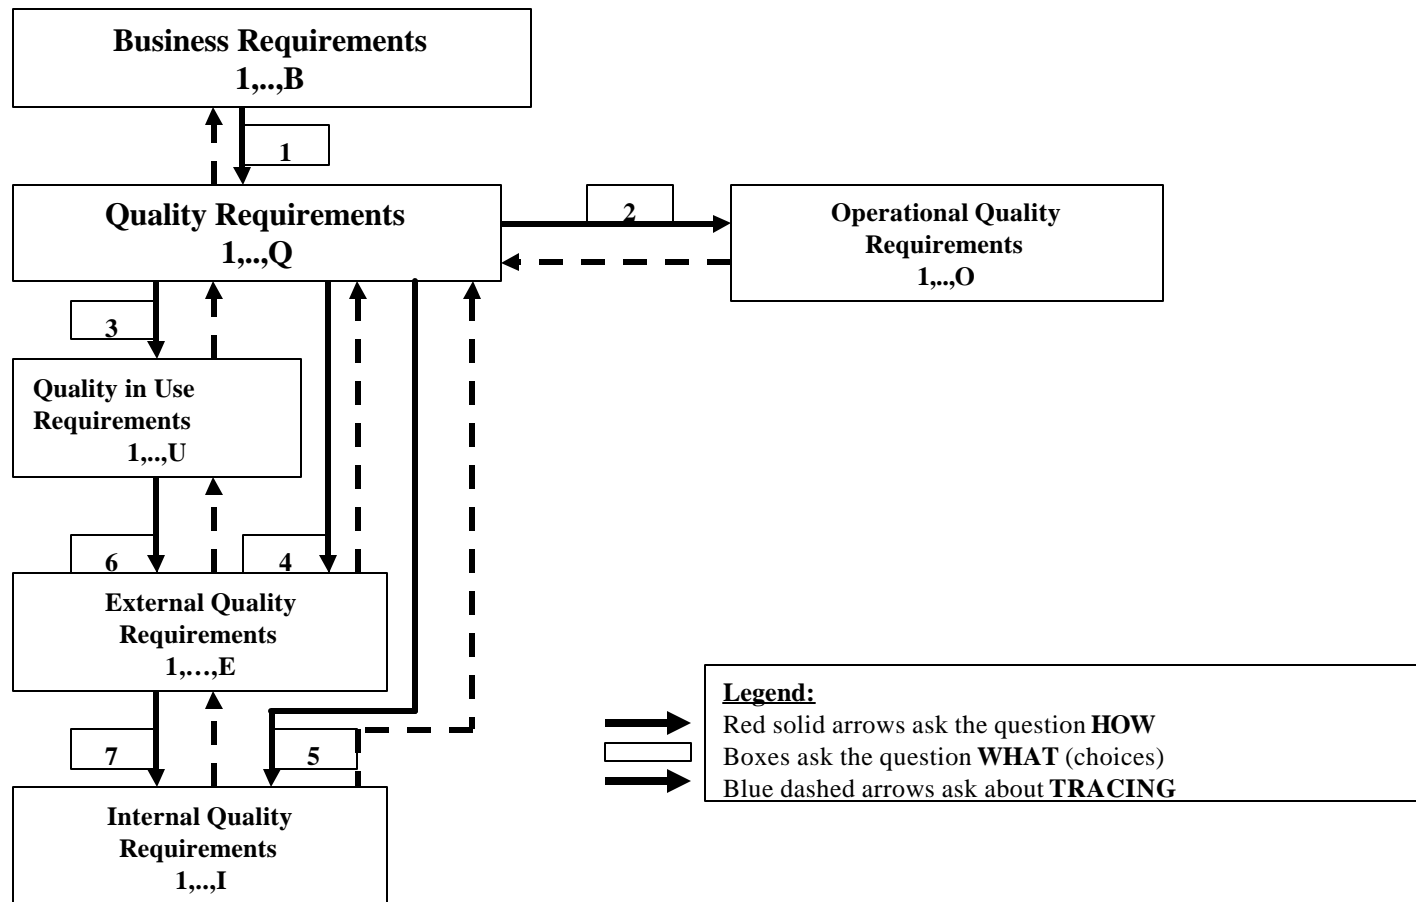 Business Requirements
1,..,B
1
Quality Requirements
1,..,Q
2
Operational Quality
Requirements
1,..,O
3
Quality in Use
Requirements
1,..,U
6
4
External Quality
Requirements
1,…,E
7
5
Internal Quality
Requirements
1,..,I
Legend:
Red solid arrows ask the question HOW
Boxes ask the question WHAT (choices)
Blue dashed arrows ask about TRACING